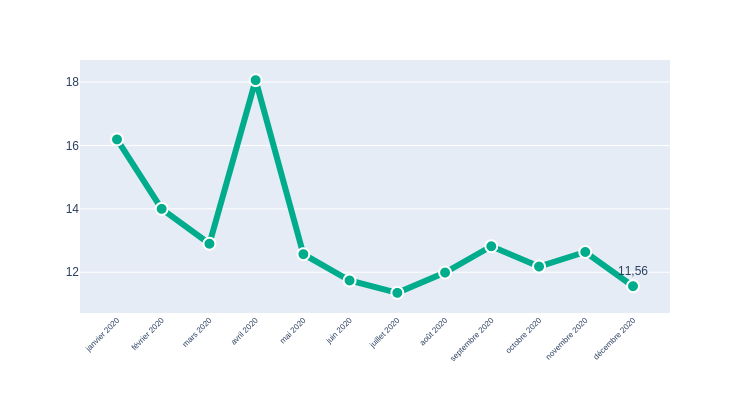 18
16
14
12
11,56
janvier 2020
février 2020
mars 2020
avril 2020
mai 2020
juin 2020
juillet 2020
août 2020
septembre 2020
octobre 2020
novembre 2020
décembre 2020